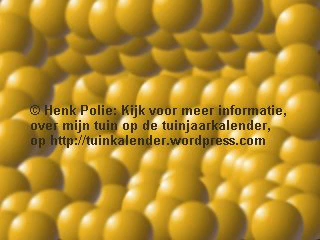 © Henk Polie: Kijk voor meer informatie,
over mijn tuin op de tuinjaarkalender,
op http://tuinkalender.wordpress.com